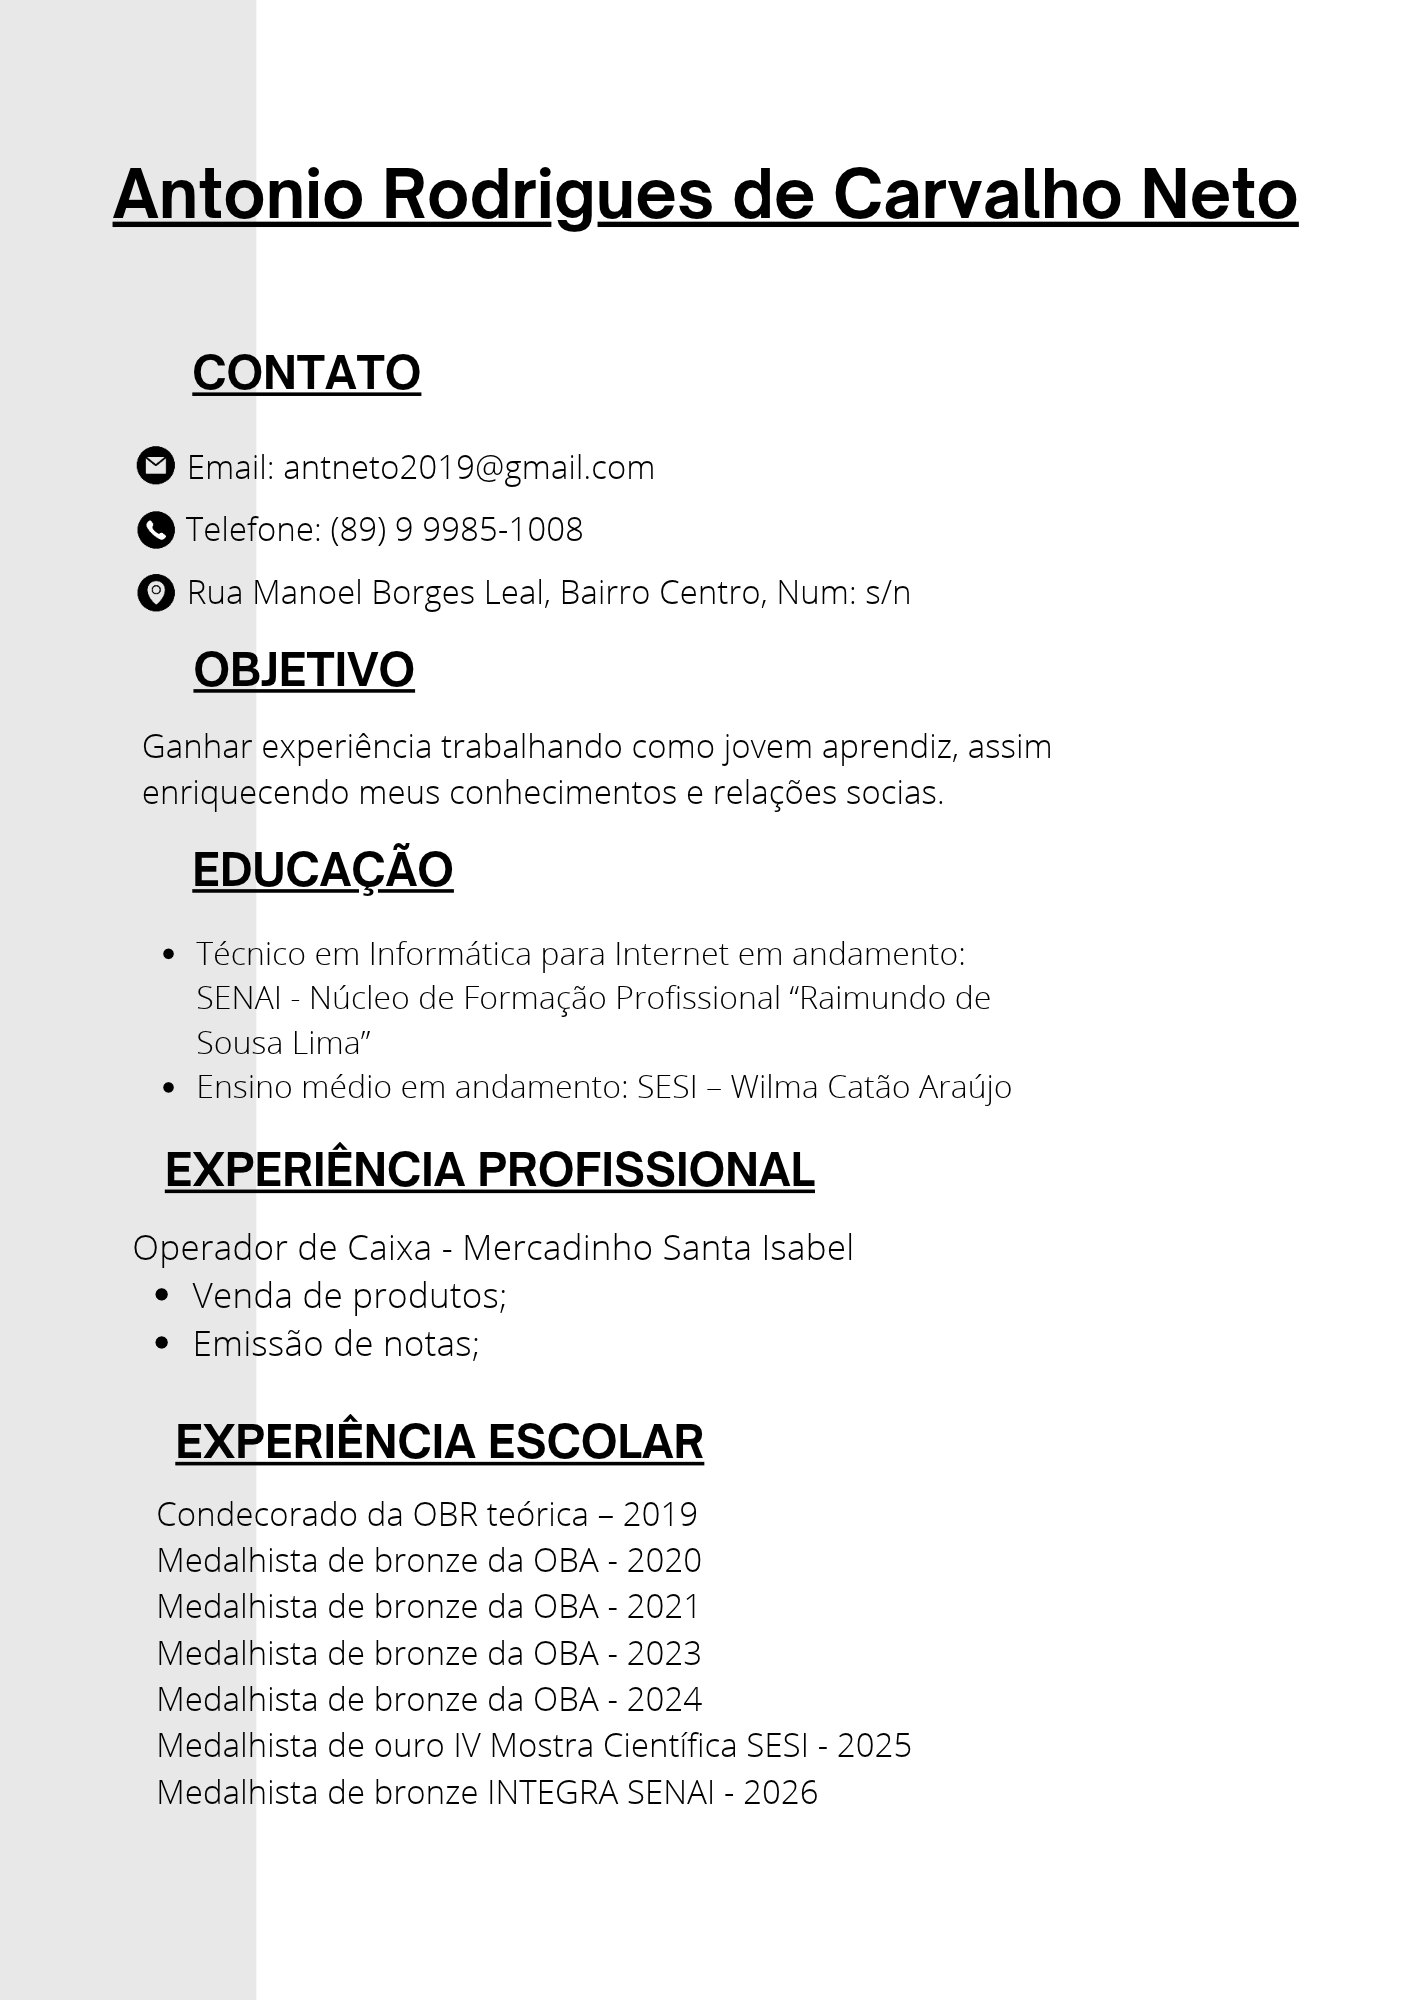 Antonio Rodrigues de Carvalho Neto
CONTATO
Email: antneto2019@gmail.com
Telefone: (89) 9 9985-1008
Rua Manoel Borges Leal, Bairro Centro, Num: s/n
OBJETIVO
Ganhar experiência trabalhando como jovem aprendiz, assim
enriquecendo meus conhecimentos e relações socias.
EDUCAÇÃO
• Técnico em Informática para Internet em andamento:
SENAI - Núcleo de Formação Profissional “Raimundo de
Sousa Lima”
• Ensino médio em andamento: SESI – Wilma Catão Araújo
EXPERIÊNCIA PROFISSIONAL
Operador de Caixa - Mercadinho Santa Isabel
• Venda de produtos;
• Emissão de notas;
EXPERIÊNCIA ESCOLAR
Condecorado da OBR teórica – 2019
Medalhista de bronze da OBA - 2020
Medalhista de bronze da OBA - 2021
Medalhista de bronze da OBA - 2023
Medalhista de bronze da OBA - 2024
Medalhista de ouro IV Mostra Científica SESI - 2025
Medalhista de bronze INTEGRA SENAI - 2026